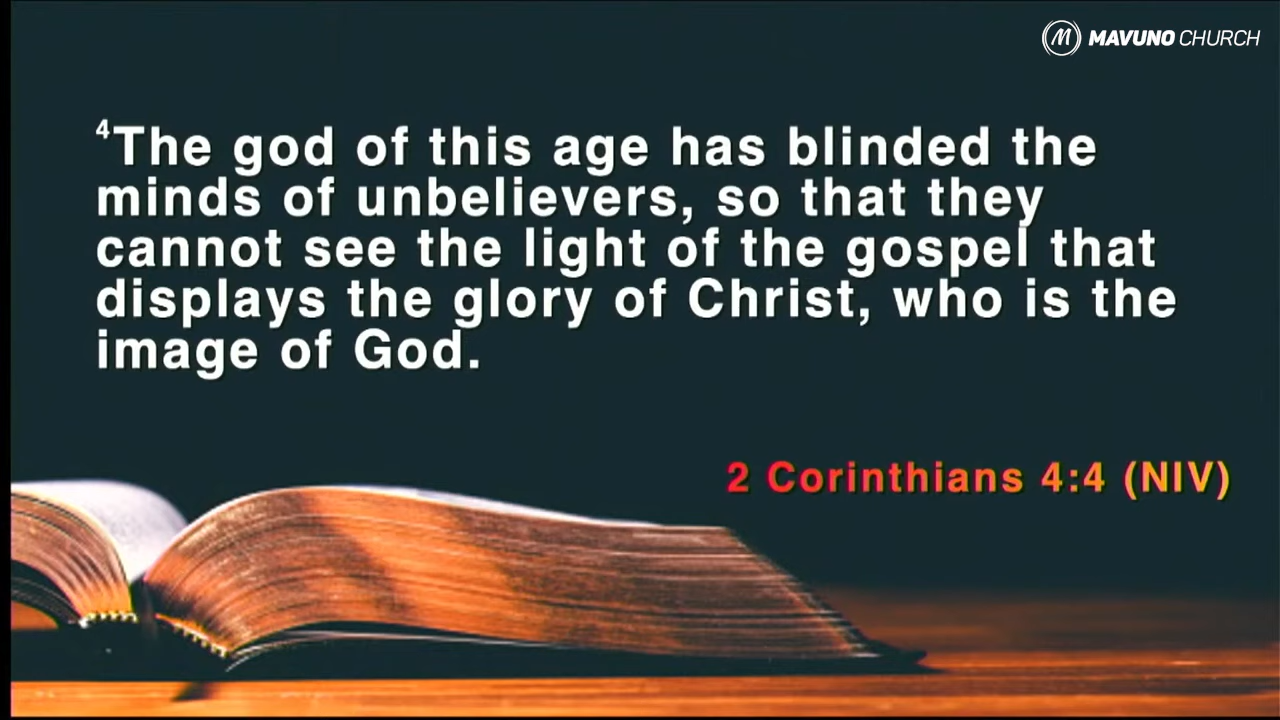 MAVUNO CHURCH
4The god of this age has blinded the
minds of unbelievers, so that they
cannot see the light of the gospel that
displays the glory of Christ, who is the
image of God.
2 Corinthians 4:4 (NIV)